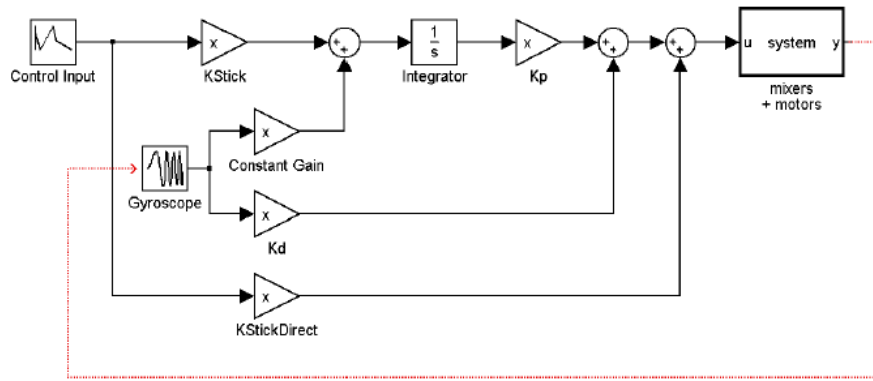 Control Input
x
KStick
+
+
1
s
Integrator
x
Kp
+
+
+
+
u system y
mixers
+ motors
x
Constant Gain
Gyroscope
x
Kd
x
KStickDirect